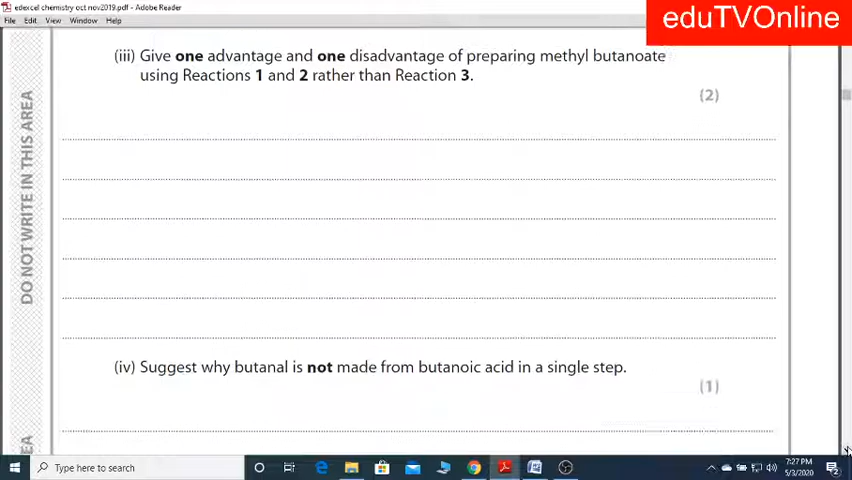 edexcel chemistry oct nov2019.pdf - Adobe Reader
File Edit View Window Help
eduTVOnline
(iii) Give one advantage and one disadvantage of preparing methyl butanoate
using Reactions 1 and 2 rather than Reaction 3.
(2)
DO NOT WRITE IN THIS AREA
(iv) Suggest why butanal is not made from butanoic acid in a single step.
(1)
EA
Type here to search
7:27 PM
5/3/2020
2